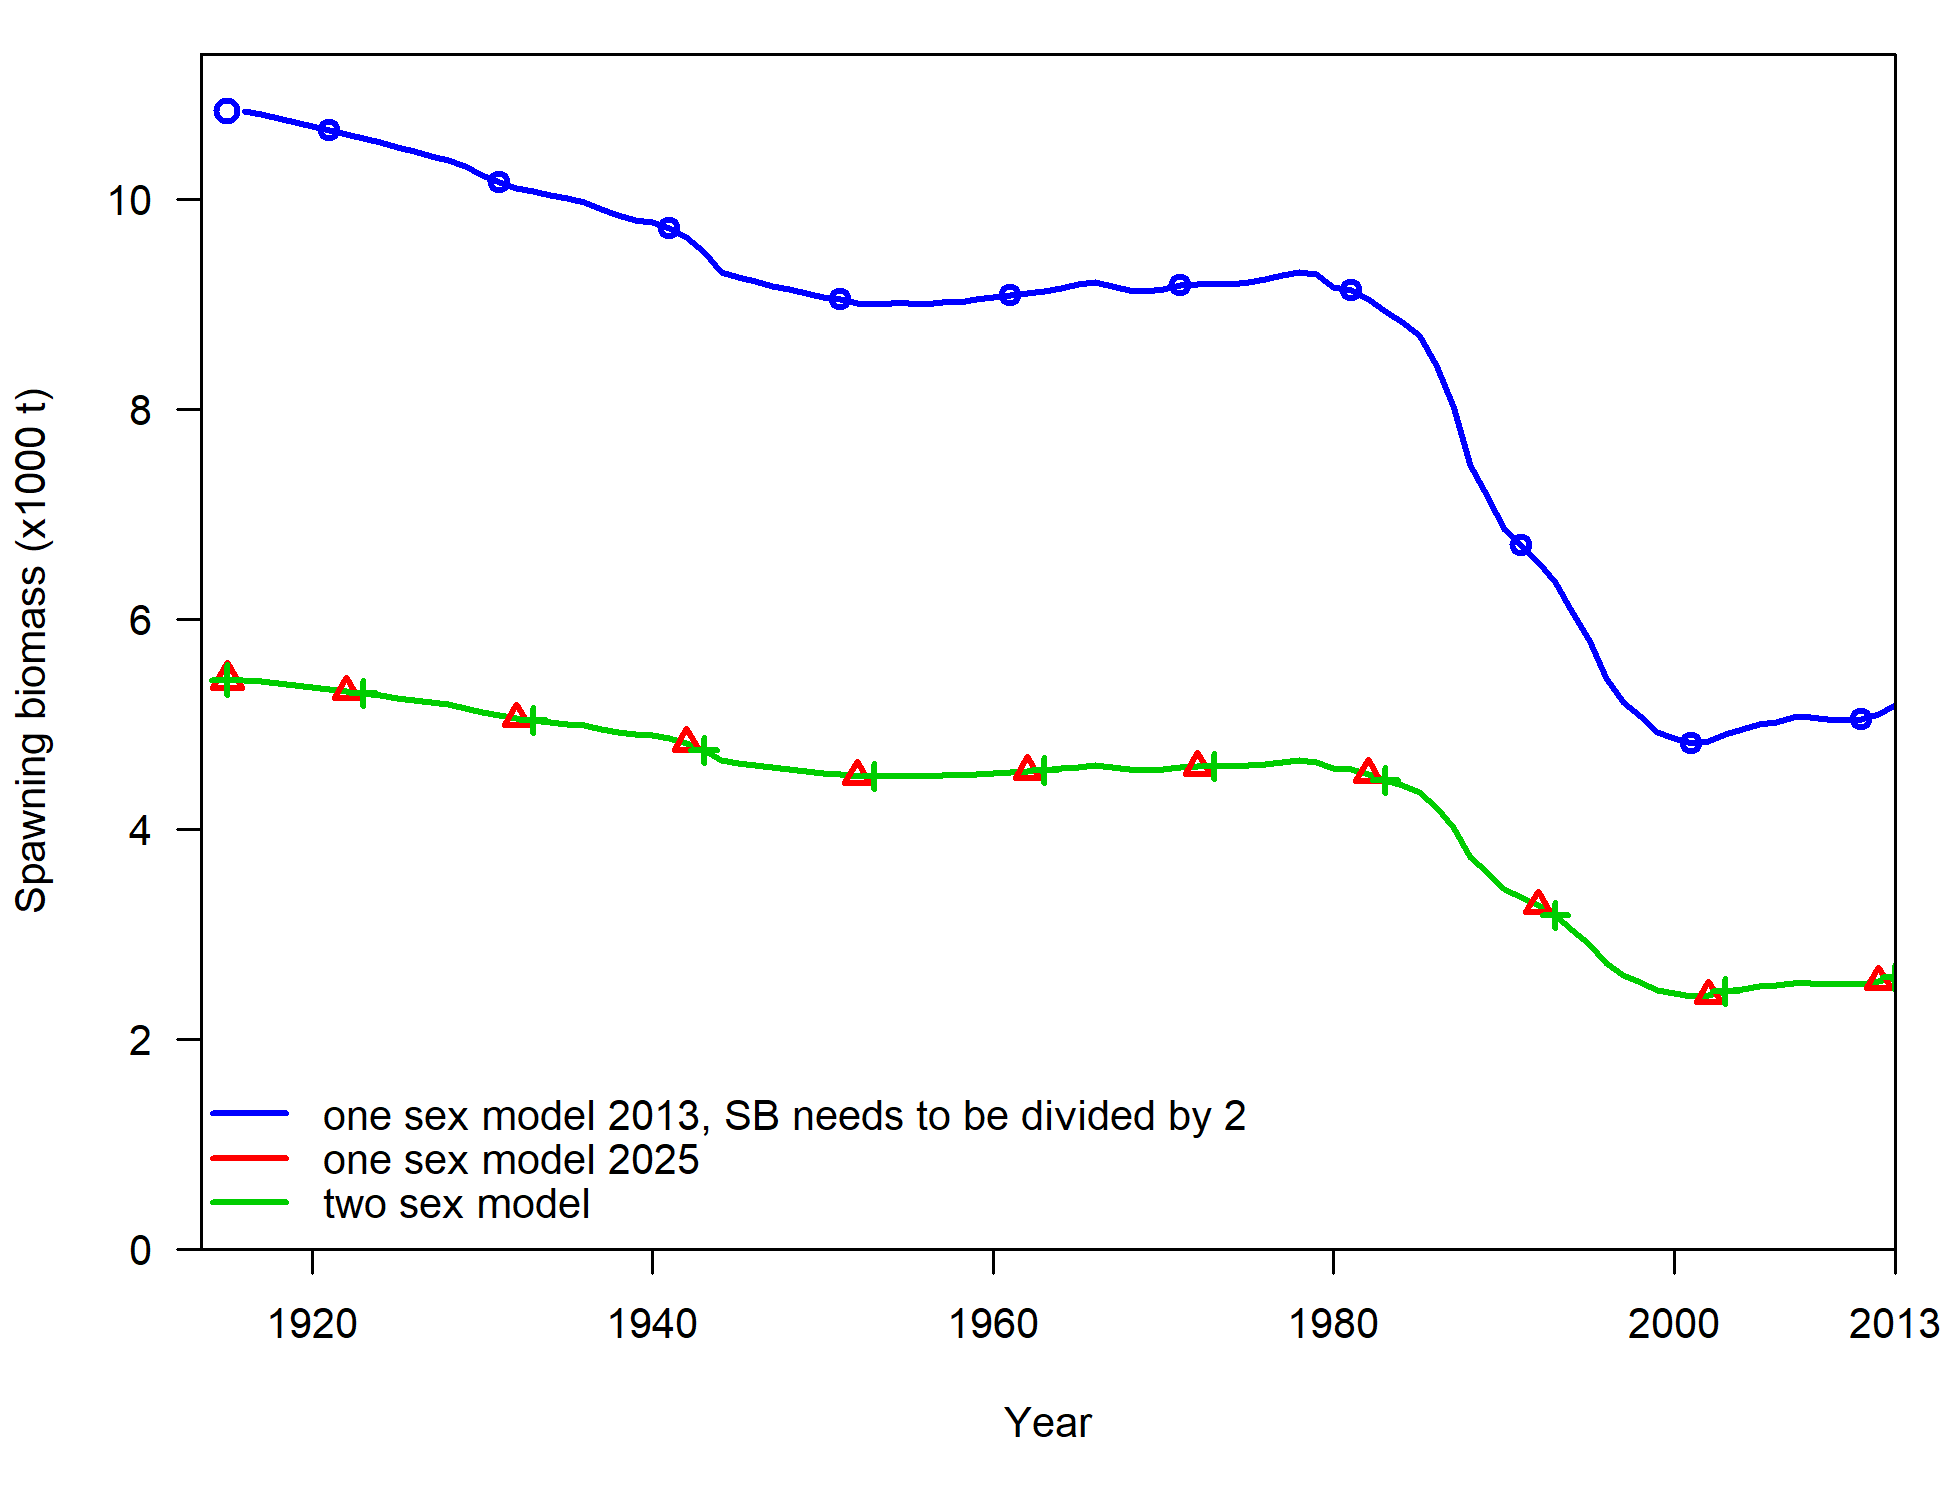 Spawning biomass (x1000 t)
10
8
6
4
2
0
one sex model 2013, SB needs to be divided by 2
one sex model 2025
two sex model
1920 1940 1960 1980 2000 2013
Year